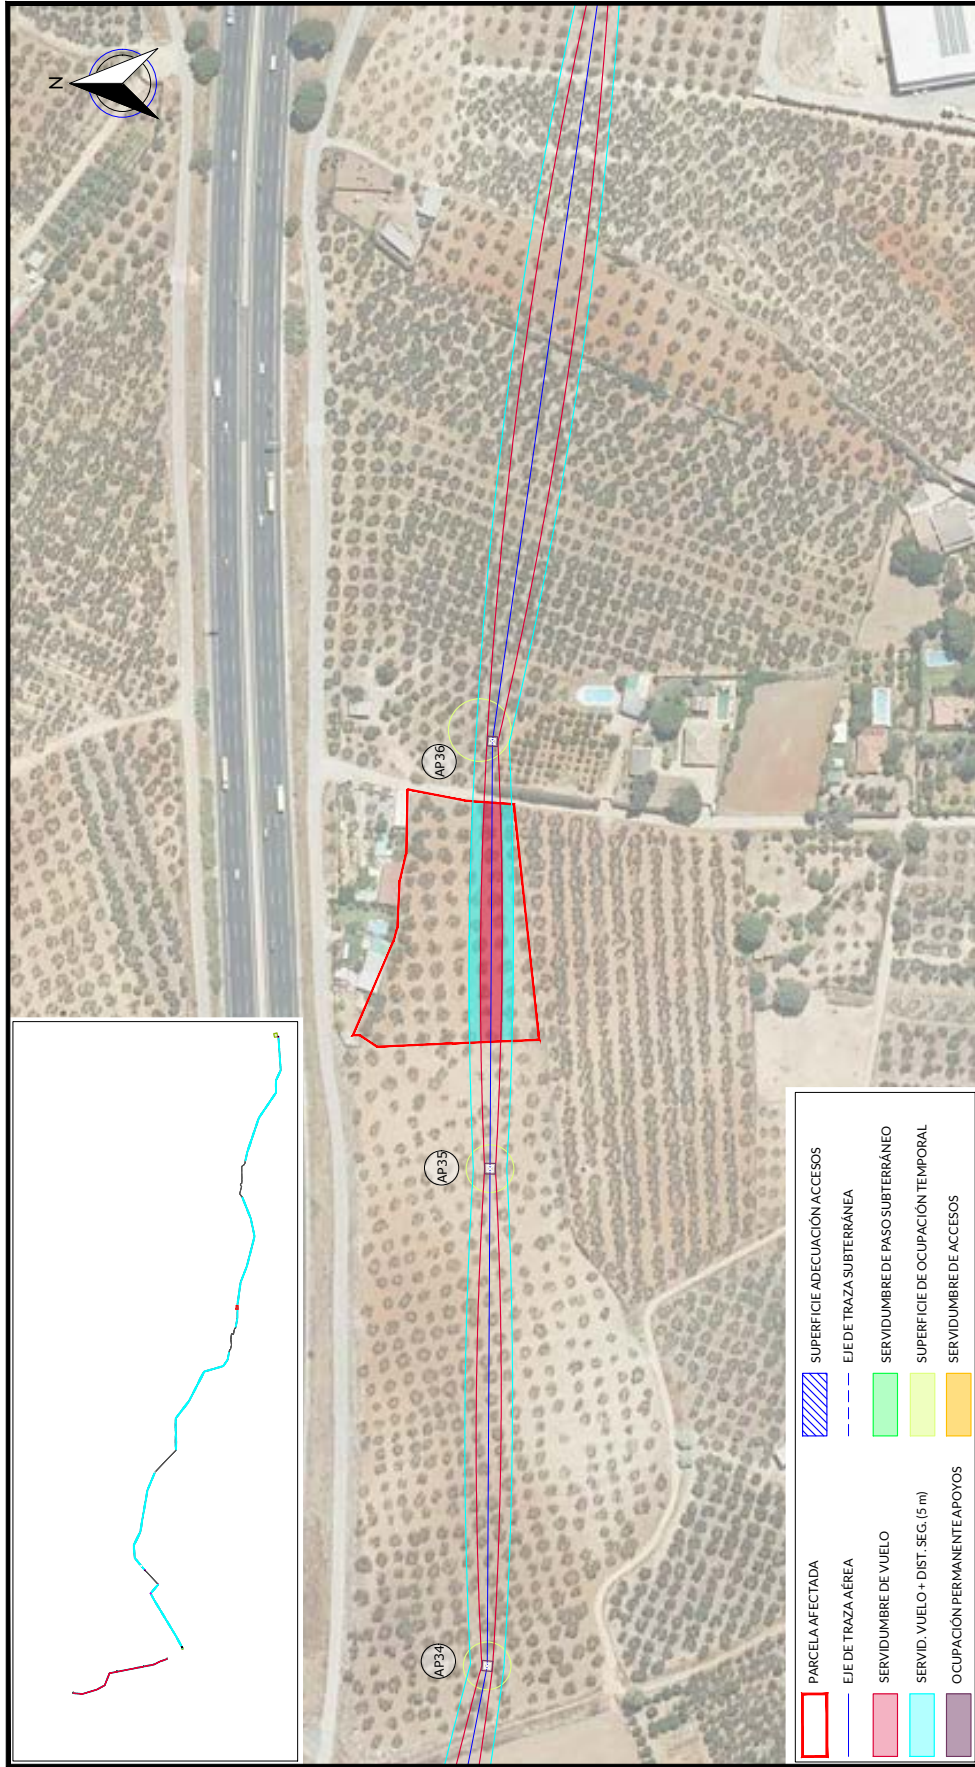 N
AP36
AP35
AP34
PARCELA AFECTADA
EJE DE TRAZA AÉREA
SERVIDUMBRE DE VUELO
SERVID. VUELO + DIST. SEG. (5 m)
OCUPACIÓN PERMANENTE APOYOS
SUPERFICIE ADECUACIÓN ACCESOS
EJE DE TRAZA SUBTERRÁNEA
SERVIDUMBRE DE PASO SUBTERRÁNEO
SUPERFICIE DE OCUPACIÓN TEMPORAL
SERVIDUMBRE DE ACCESOS